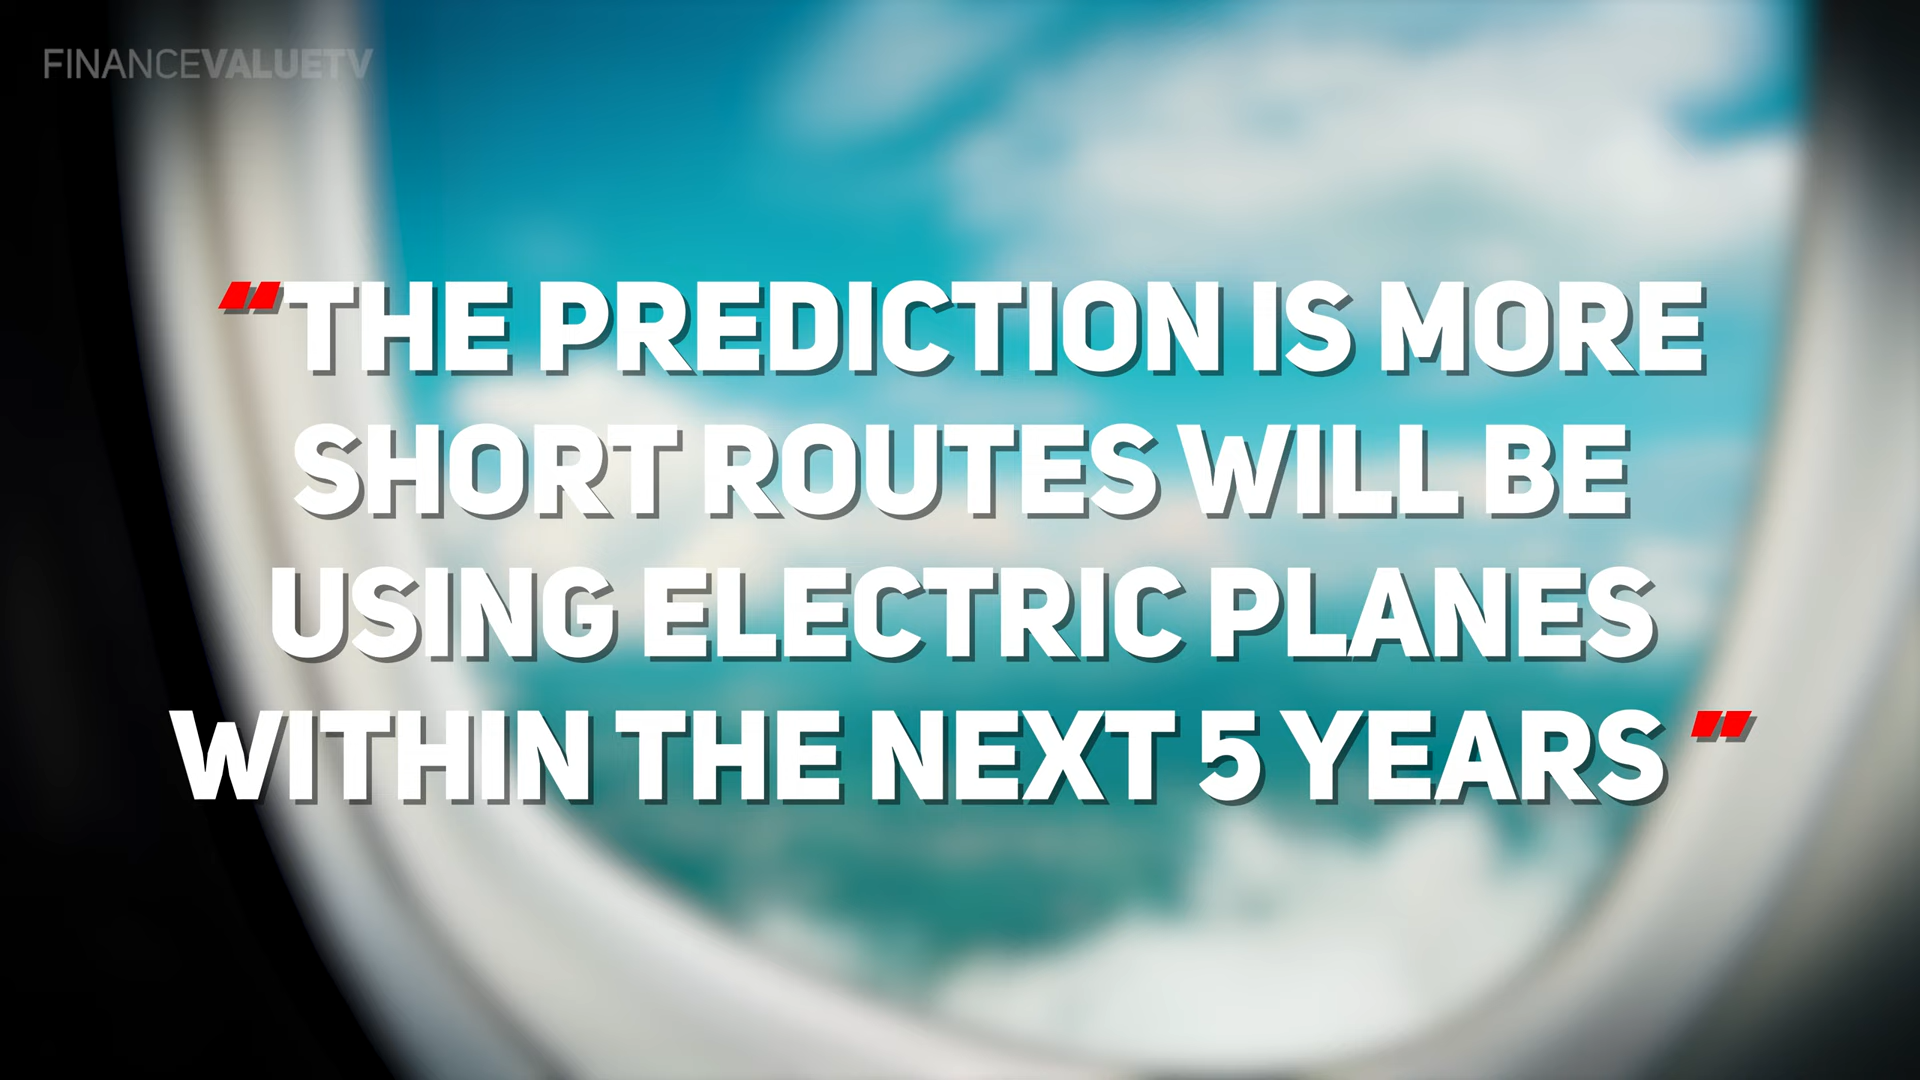 FINANCEVALUETV
"THE PREDICTION IS MORE
SHORT ROUTES WILL BE
USING ELECTRIC PLANES
WITHIN THE NEXT 5 YEARS"